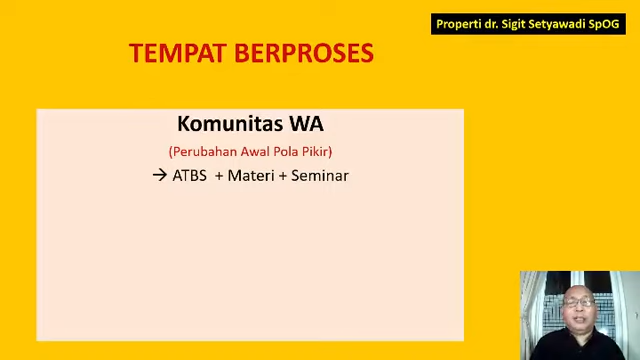 Properti dr. Sigit Setyawadi SpOG
TEMPAT BERPROSES
Komunitas WA
(Perubahan Awal Pola Pikir)
→ ATBS + Materi + Seminar